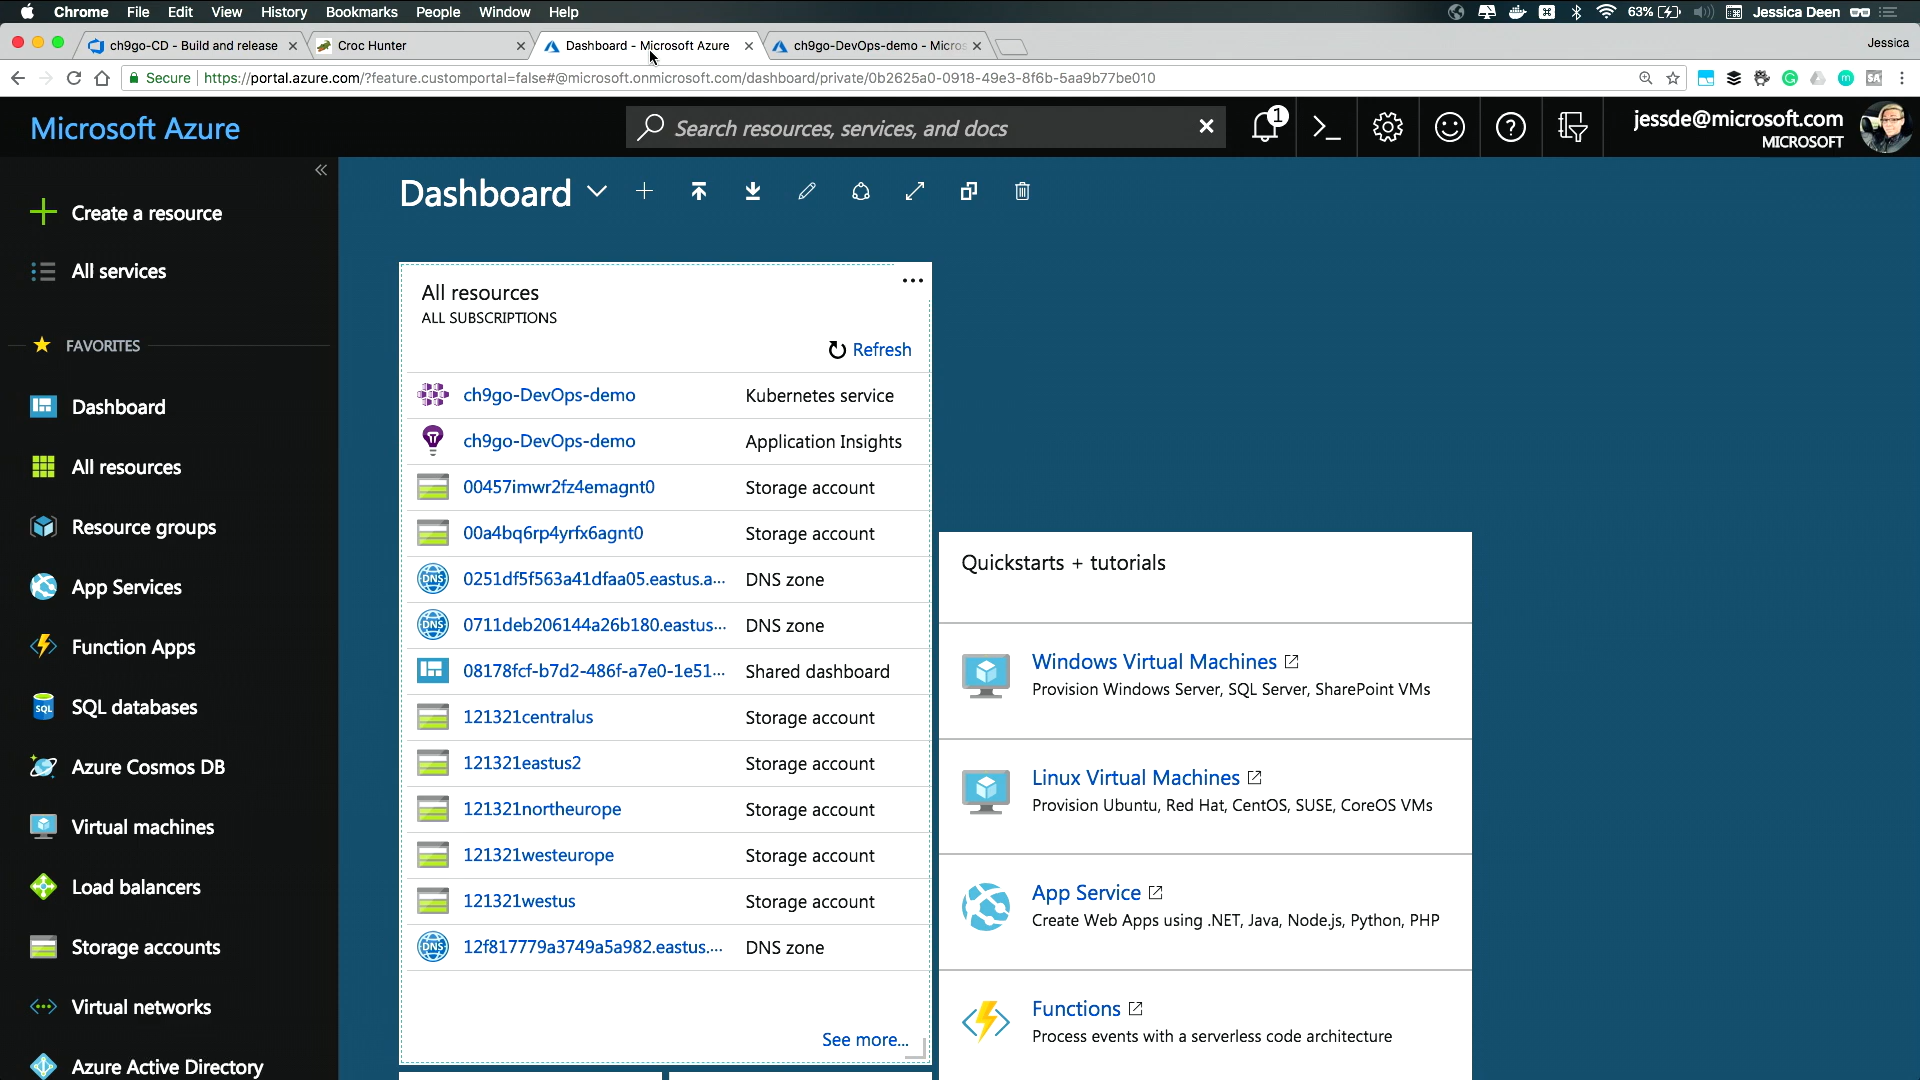 Chrome File Edit View History Bookmarks People Window Help 63% Jessica Deen
ch9go-CD - Build and release Croc Hunter Dashboard - Microsoft Azure ch9go-DevOps-demo - Micros Jessica
Secure https://portal.azure.com/?feature.customportal=false#@microsoft.onmicrosoft.com/dashboard/private/0b2625a0-0918-49e3-8f6b-5aa9b77be010
Microsoft Azure
Search resources, services, and docs
1
jessde@microsoft.com
MICROSOFT
Create a resource
All services
FAVORITES
Dashboard
All resources
Resource groups
App Services
Function Apps
SQL databases
Azure Cosmos DB
Virtual machines
Load balancers
Storage accounts
Virtual networks
Azure Active Directory
Dashboard
All resources
ALL SUBSCRIPTIONS
Refresh
ch9go-DevOps-demo Kubernetes service
ch9go-DevOps-demo Application Insights
00457imwr2fz4emagnt0 Storage account
00a4bq6rp4yrfx6agnt0 Storage account
DNS 0251df5f563a41dfaa05.eastus.a... DNS zone
DNS 0711deb206144a26b180.eastus... DNS zone
08178fcf-b7d2-486f-a7e0-1e51... Shared dashboard
121321centralus Storage account
121321eastus2 Storage account
121321northeurope Storage account
121321westeurope Storage account
121321westus Storage account
DNS 12f817779a3749a5a982.eastus.... DNS zone
See more...
Quickstarts + tutorials
Windows Virtual Machines
Provision Windows Server, SQL Server, SharePoint VMs
Linux Virtual Machines
Provision Ubuntu, Red Hat, CentOS, SUSE, CoreOS VMs
App Service
Create Web Apps using .NET, Java, Node.js, Python, PHP
Functions
Process events with a serverless code architecture